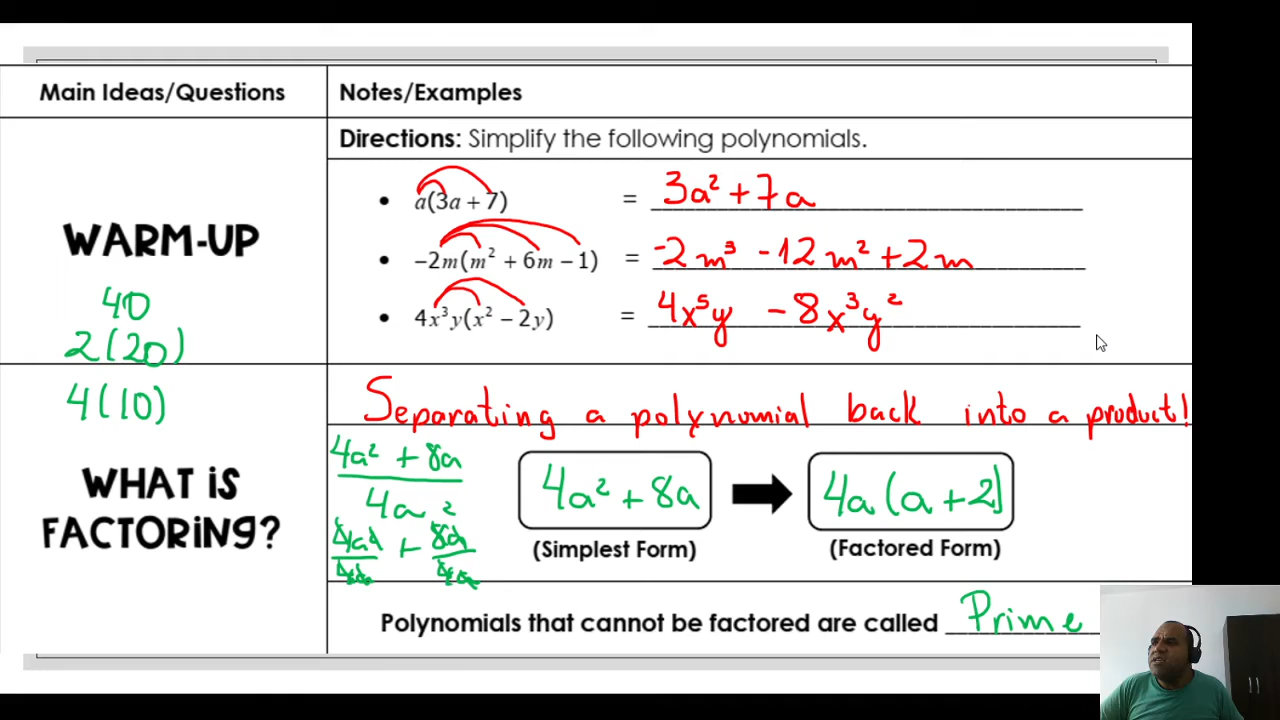 Main Ideas/Questions
Notes/Examples
Directions: Simplify the following polynomials.
WARM-UP
• a(3a + 7) = 3a² + 7a
• −2m(m² + 6m − 1) = -2m³ - 12m² + 2m
• 4x³y(x² − 2y) = 4x⁵y - 8x³y²
40
2(20)
4(10)
WHAT iS
FACTORiNG?
Separating a polynomial back into a product!
4a² + 8a
4a
4a² + 8a
4a(a + 2)
(Simplest Form)
(Factored Form)
Polynomials that cannot be factored are called Prime